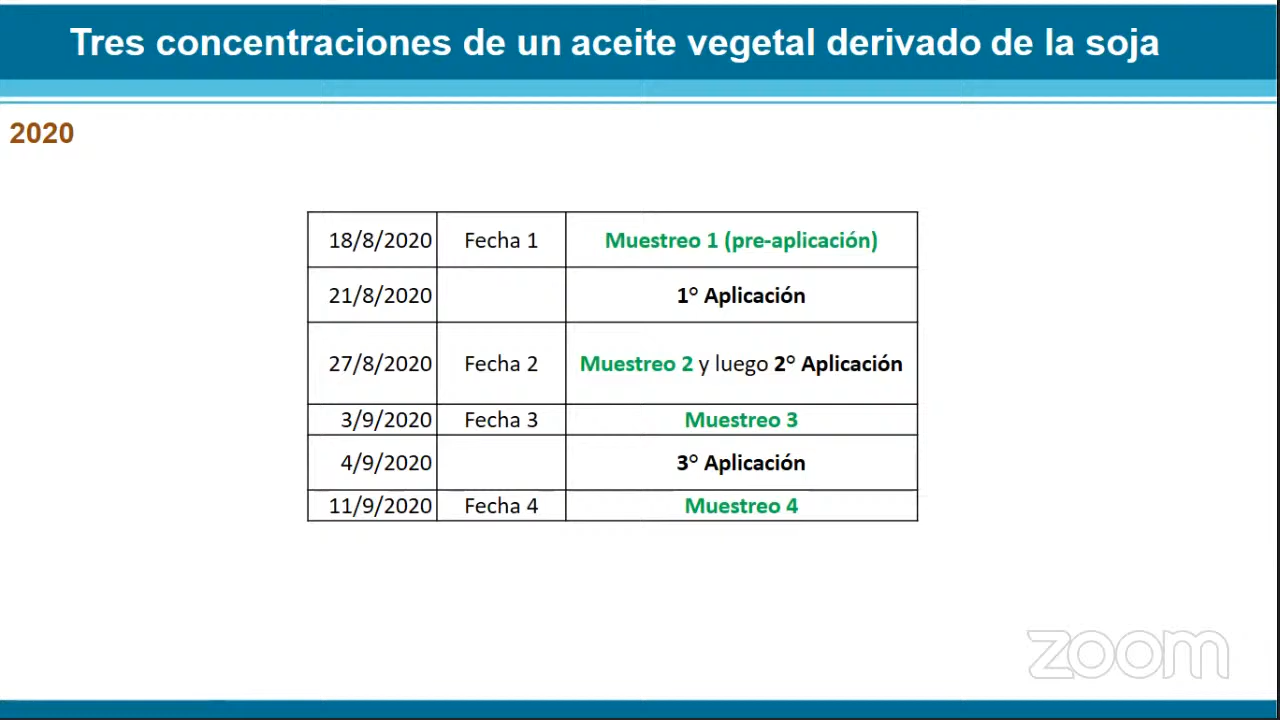 Tres concentraciones de un aceite vegetal derivado de la soja
2020
18/8/2020 Fecha 1 Muestreo 1 (pre-aplicación)
21/8/2020 1° Aplicación
27/8/2020 Fecha 2 Muestreo 2 y luego 2° Aplicación
3/9/2020 Fecha 3 Muestreo 3
4/9/2020 3° Aplicación
11/9/2020 Fecha 4 Muestreo 4
zoom